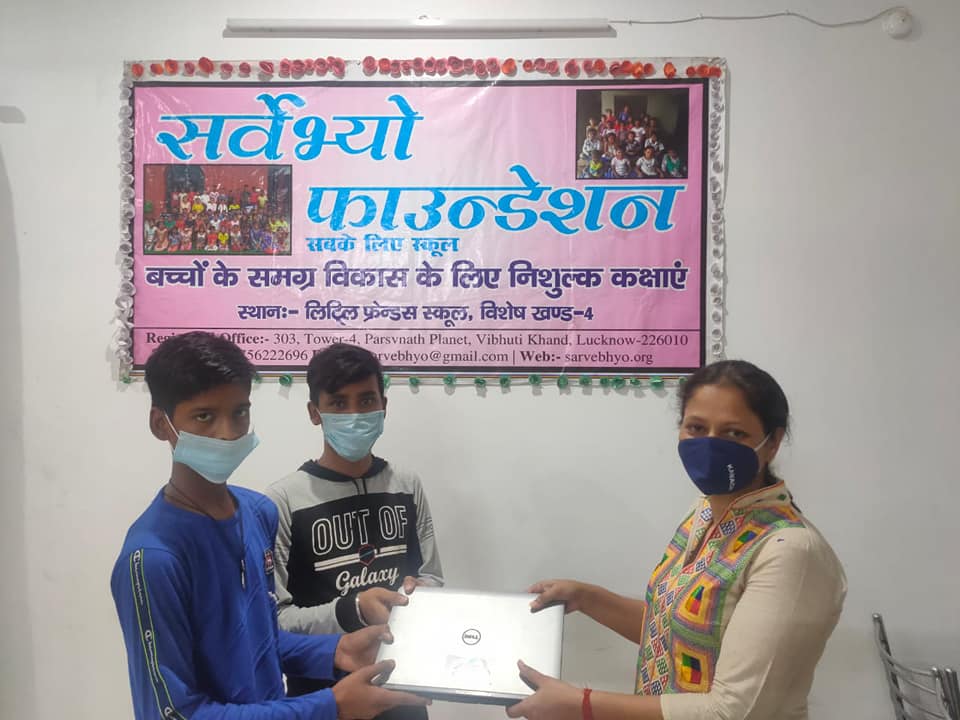 सर्वेभ्यो
फाउन्डेशन
सबके लिए स्कूल
बच्चों के समग्र विकास के लिए निशुल्क कक्षाएं
स्थानः- लिट्लि फ्रेन्डस स्कूल, विशेष खण्ड-4
Office:- 303, Tower-4, Parsvnath Planet, Vibhuti Khand, Lucknow-226010
56222696 sarvebhyo@gmail.com | Web:- sarvebhyo.org
OUT OF
Galaxy
DELL